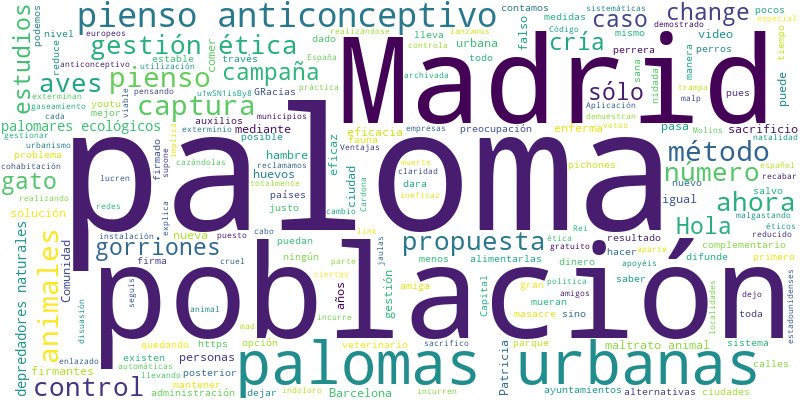 pienso anticonceptivo
caso
change
gestión ética
cría
Madrid
estudios
aves
pienso
campaña
captura
sólo
palomares ecológicos
paloma
método
número
gato
ahora
Hola
depredadores naturales
animales
gorriones
propuesta
población
palomas urbanas
control
contamos
medidas
pocos
sistemáticas
demostrado
europeos
podemos
nivel
reduce
anticonceptivo
realizándose
lanzamos
Código
especial
dado
comer
estable
través
España
utilización
lleva
controla
urbana
todo
falso
mismo
perrera
video
perros
tiempo
manera
puede
archivada
práctica
sana
nidada
trampa
malp
pues
exterminan
gaseamiento
cada
pensando
viable
youtu
mejor
u1wSN1isBy8
GRacias
gestionar
urbanismo
cohabitación
problema
lucren
auxilios
exterminio
municipios
mediante
posible
firmado
supone
implica
cazándolas
hambre
huevos
países
reclamamos
totalmente
eficacia
fauna
empresas
Ventajas
preocupación
enferma
Aplicación
demuestran
votos
pasa
sacrificio
Molins
natalidad
español
recabar
eficaz
ciudad
muerte
claridad
pichones
dara
ineficaz
Cardona
cambio
nuevo
igual
salvo
malgastando
éticos
reducido
realizando
solución
redes
explica
justo
Comunidad
instalación
nueva
puesto
cabo
link
firma
cruel
ningún
puedan
parte
jaulas
menos
alimentarlas
Rei
ética
gratuito
hacer
apoyéis
resultado
aparte
complementario
difunde
primero
dinero
saber
política
seguís
disuasión
animal
años
ciertas
incurre
gestión
amiga
gran
amigos
Capital
mueran
masacre
sino
estadounidenses
localidades
dejo
toda
quedando
https
mad
sacrifico
opción
veterinario
enlazado
existen
personas
automáticas
firmantes
llevando
posterior
mantener
administración
dejar
Barcelona
indoloro
incurren
parque
Patricia
maltrato animal
sistema
calles
ayuntamientos
alternativas
ciudades